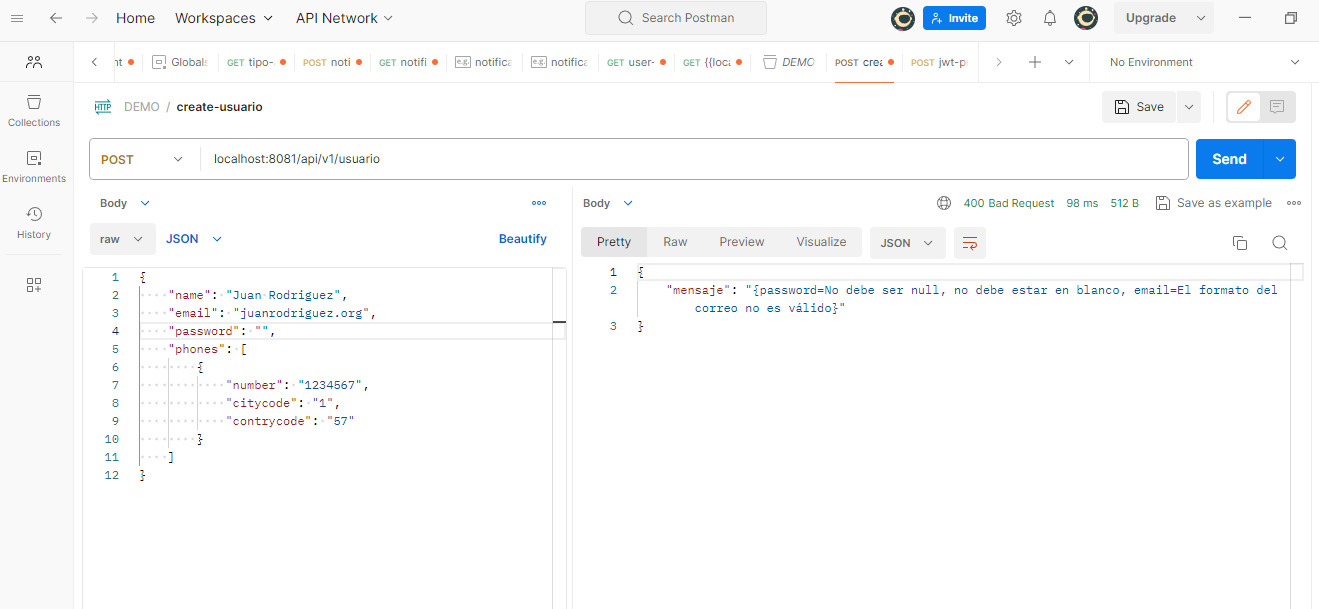 Home Workspaces API Network Search Postman Invite Upgrade
GET tipo- POST noti GET notifi e.g. notifica e.g. notifica GET user- GET {{loca DEMO POST crea No Environment
HTTP DEMO / create-usuario Save
Collections
POST localhost:8081/api/v1/usuario Send
Environments
History
Body
raw JSON Beautify
1 {
2 "name": "Juan Rodriguez",
3 "email": "juanrodriguez.org",
4 "password": "",
5 "phones": [
6 {
7 "number": "1234567",
8 "citycode": "1",
9 "contrycode": "57"
10 }
11 ]
12 }
Body 400 Bad Request 98 ms 512 B Save as example
Pretty Raw Preview Visualize JSON
1 {
2 "mensaje": "{password=No debe ser null, no debe estar en blanco, email=El formato del
correo no es válido}"
3 }